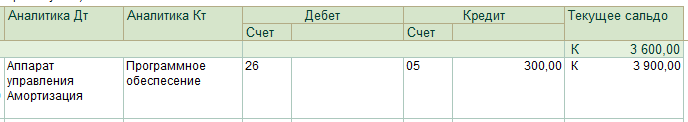 Аналитика Дт Аналитика Кт Дебет Кредит Текущее сальдо
Счет Счет
К 3 600,00
Аппарат Программное 26 05 300,00 К 3 900,00
управления обеспесение
Амортизация